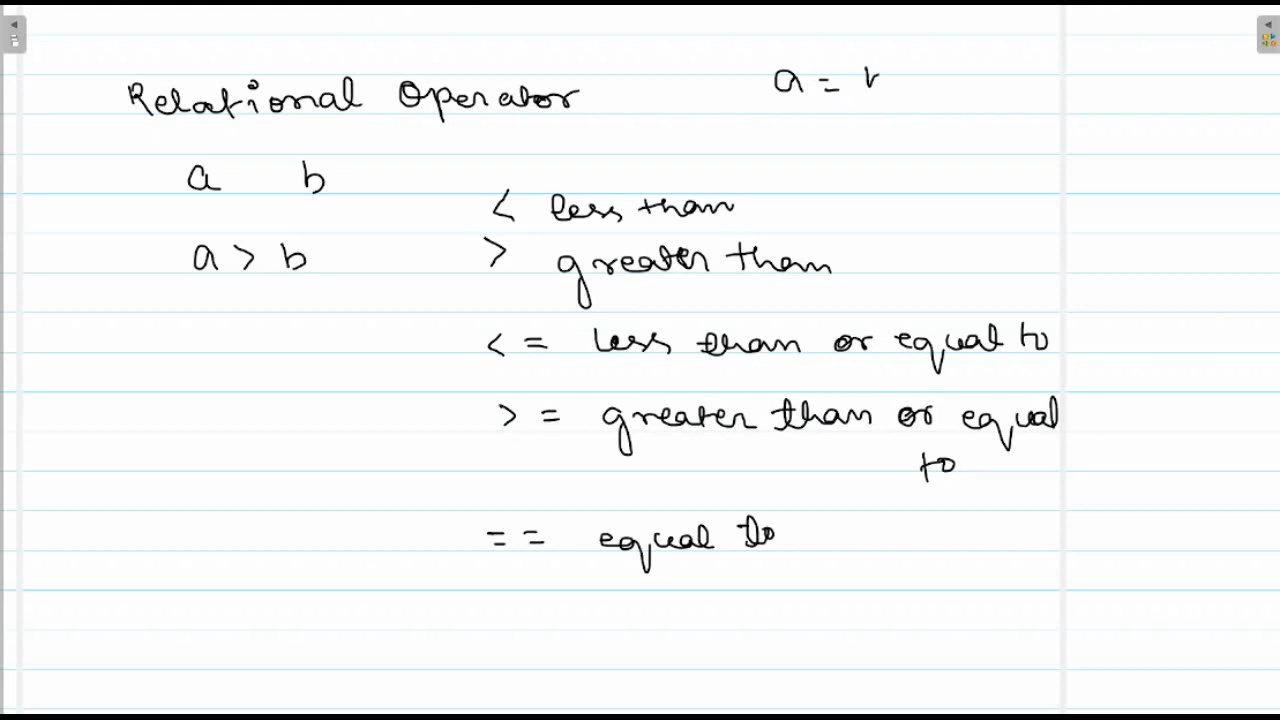 Relational Operator
a =
a b
< less than
a > b
> greater than
< = less than or equal to
> = greater than or equal
to
= = equal to